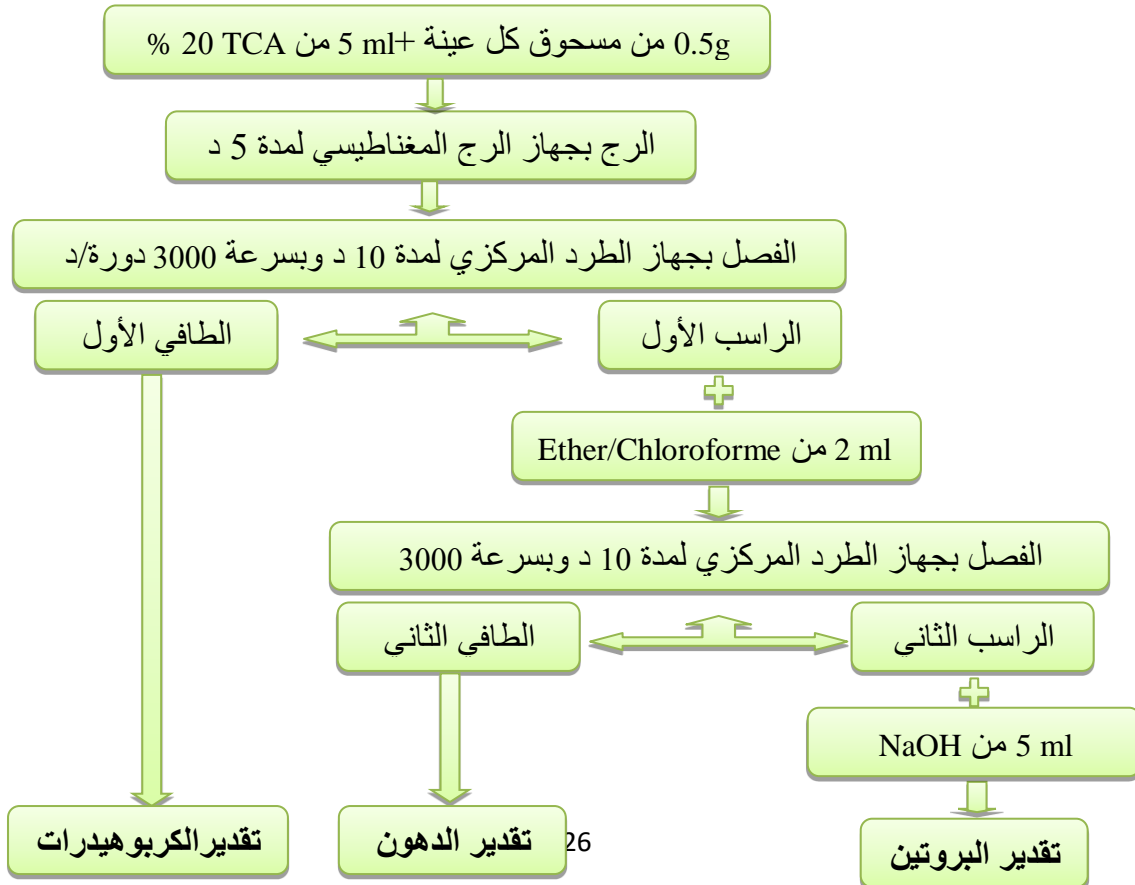 0.5g من مسحوق كل عينة +5 ml من TCA 20 %
الرج بجهاز الرج المغناطيسي لمدة 5 د
الفصل بجهاز الطرد المركزي لمدة 10 د وبسرعة 3000 دورة/د
الراسب الأول
الطافي الأول
2 ml من Ether/Chloroforme
الفصل بجهاز الطرد المركزي لمدة 10 د وبسرعة 3000
الراسب الثاني
الطافي الثاني
5 ml من NaOH
تقدير البروتين
تقدير الدهون
تقديرالكربوهيدرات
26